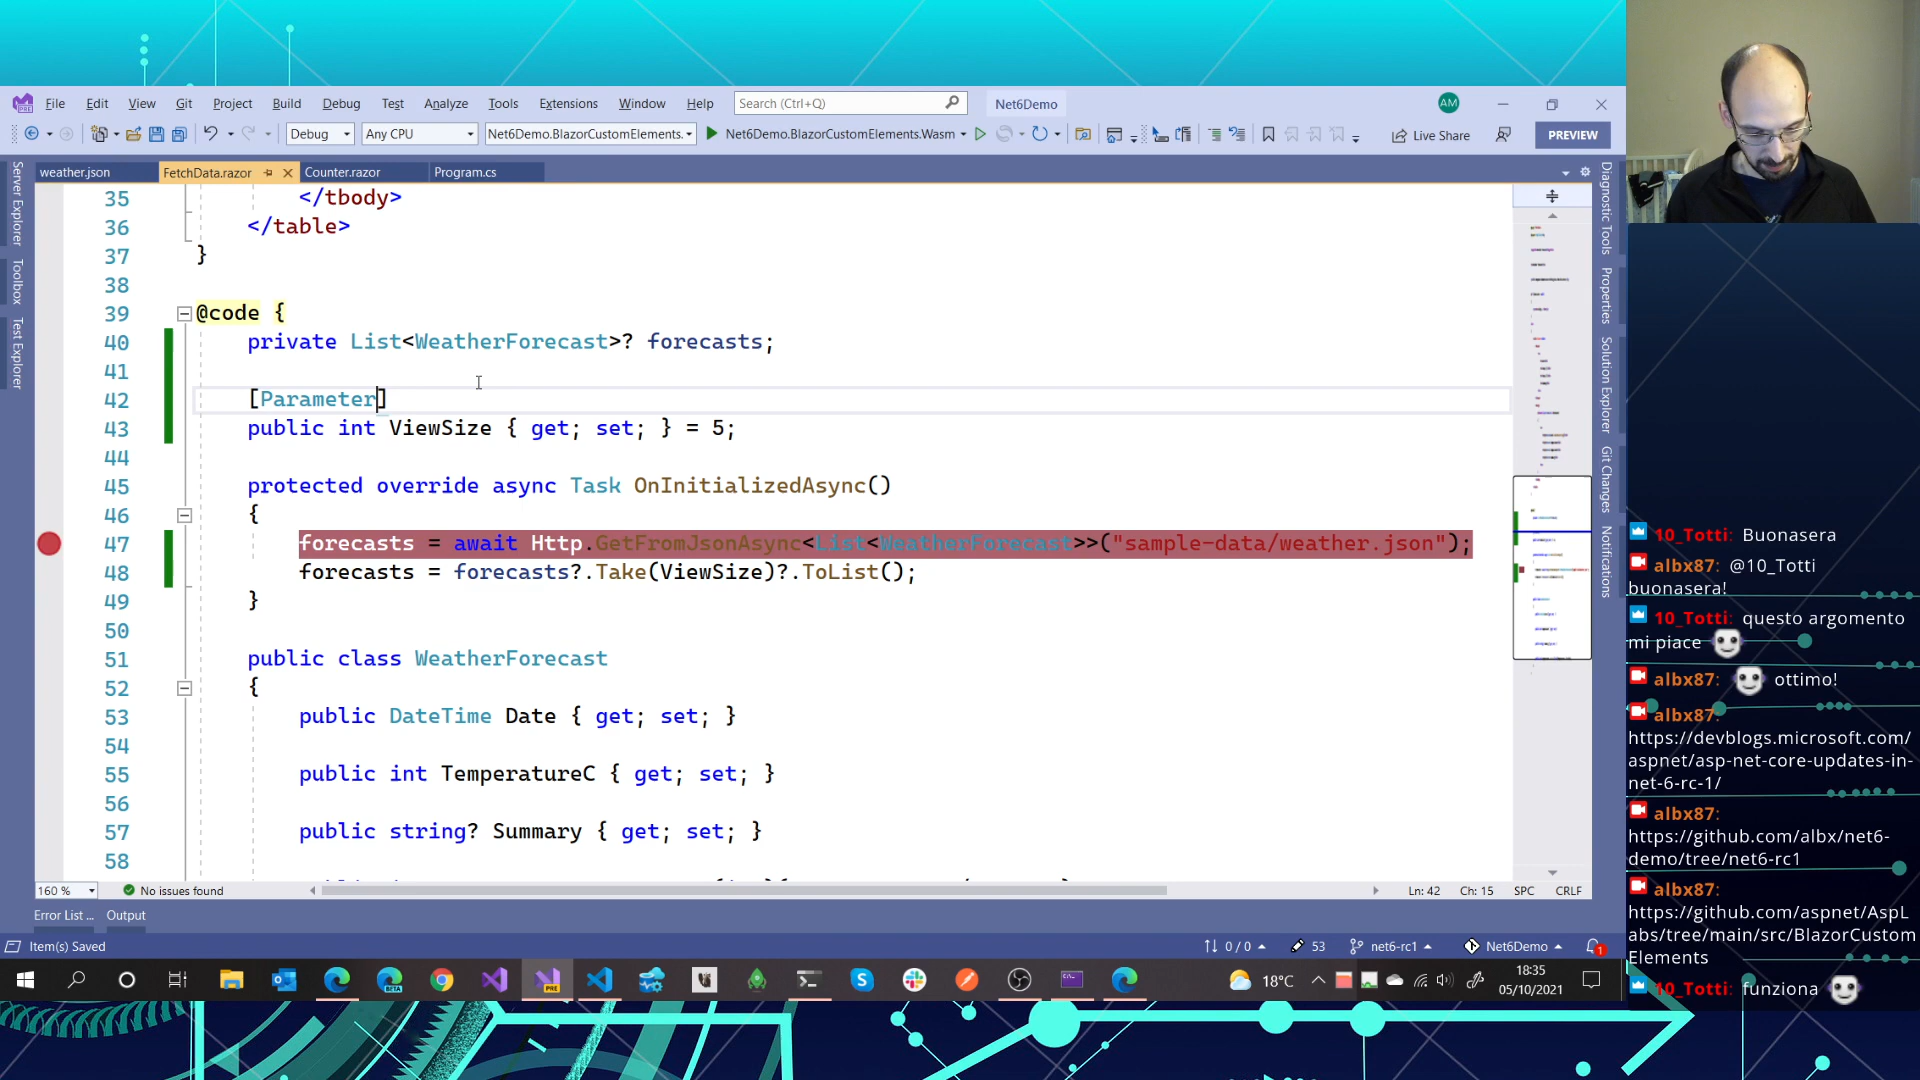 File Edit View Git Project Build Debug Test Analyze Tools Extensions Window Help Search (Ctrl+Q) Net6Demo AM
Debug Any CPU Net6Demo.BlazorCustomElements. Net6Demo.BlazorCustomElements.Wasm Live Share PREVIEW
weather.json FetchData.razor Counter.razor Program.cs
Server Explorer
Toolbox
Test Explorer
35 </tbody>
36 </table>
37 }
38
39 @code {
40 private List<WeatherForecast>? forecasts;
41
42 [Parameter]
43 public int ViewSize { get; set; } = 5;
44
45 protected override async Task OnInitializedAsync()
46 {
47 forecasts = await Http.GetFromJsonAsync<List<WeatherForecast>>("sample-data/weather.json");
48 forecasts = forecasts?.Take(ViewSize)?.ToList();
49 }
50
51 public class WeatherForecast
52 {
53 public DateTime Date { get; set; }
54
55 public int TemperatureC { get; set; }
56
57 public string? Summary { get; set; }
58
Diagnostic Tools
Properties
Solution Explorer
Git Changes
Notifications
160 % No issues found Ln: 42 Ch: 15 SPC CRLF
Error List ... Output
Item(s) Saved 0 / 0 53 net6-rc1 Net6Demo 1
18°C 18:35
05/10/2021
10_Totti: Buonasera
albx87: @10_Totti
buonasera!
10_Totti: questo argomento
mi piace
albx87: ottimo!
albx87:
https://devblogs.microsoft.com/
aspnet/asp-net-core-updates-in-
net-6-rc-1/
albx87:
https://github.com/albx/net6-
demo/tree/net6-rc1
albx87:
https://github.com/aspnet/AspL
abs/tree/main/src/BlazorCustom
Elements
10_Totti: funziona